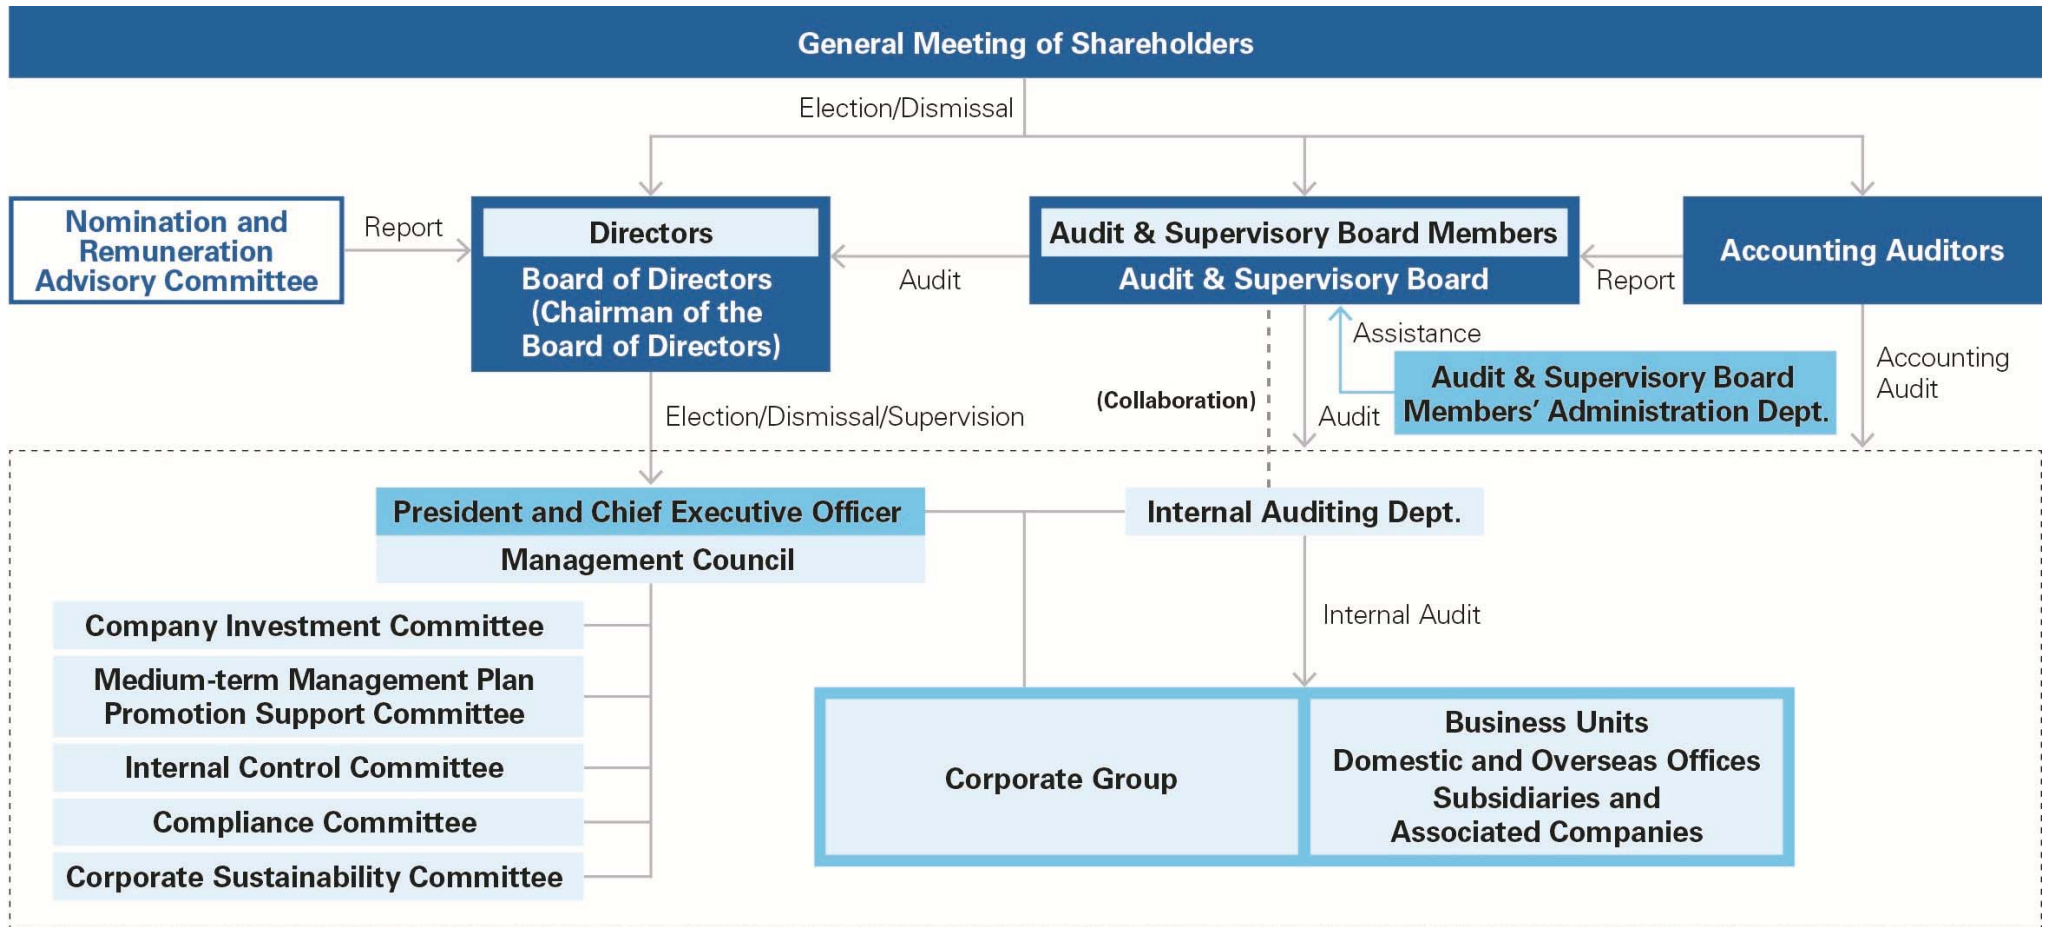 General Meeting of Shareholders
Election/Dismissal
Nomination and
Remuneration
Advisory Committee
Report
Directors
Board of Directors
(Chairman of the
Board of Directors)
Audit
Audit & Supervisory Board Members
Audit & Supervisory Board
Report
Accounting Auditors
Assistance
Audit & Supervisory Board
Members’ Administration Dept.
Accounting
Audit
(Collaboration)
Audit
Election/Dismissal/Supervision
President and Chief Executive Officer
Management Council
Internal Auditing Dept.
Internal Audit
Company Investment Committee
Medium-term Management Plan
Promotion Support Committee
Internal Control Committee
Compliance Committee
Corporate Sustainability Committee
Corporate Group
Business Units
Domestic and Overseas Offices
Subsidiaries and
Associated Companies